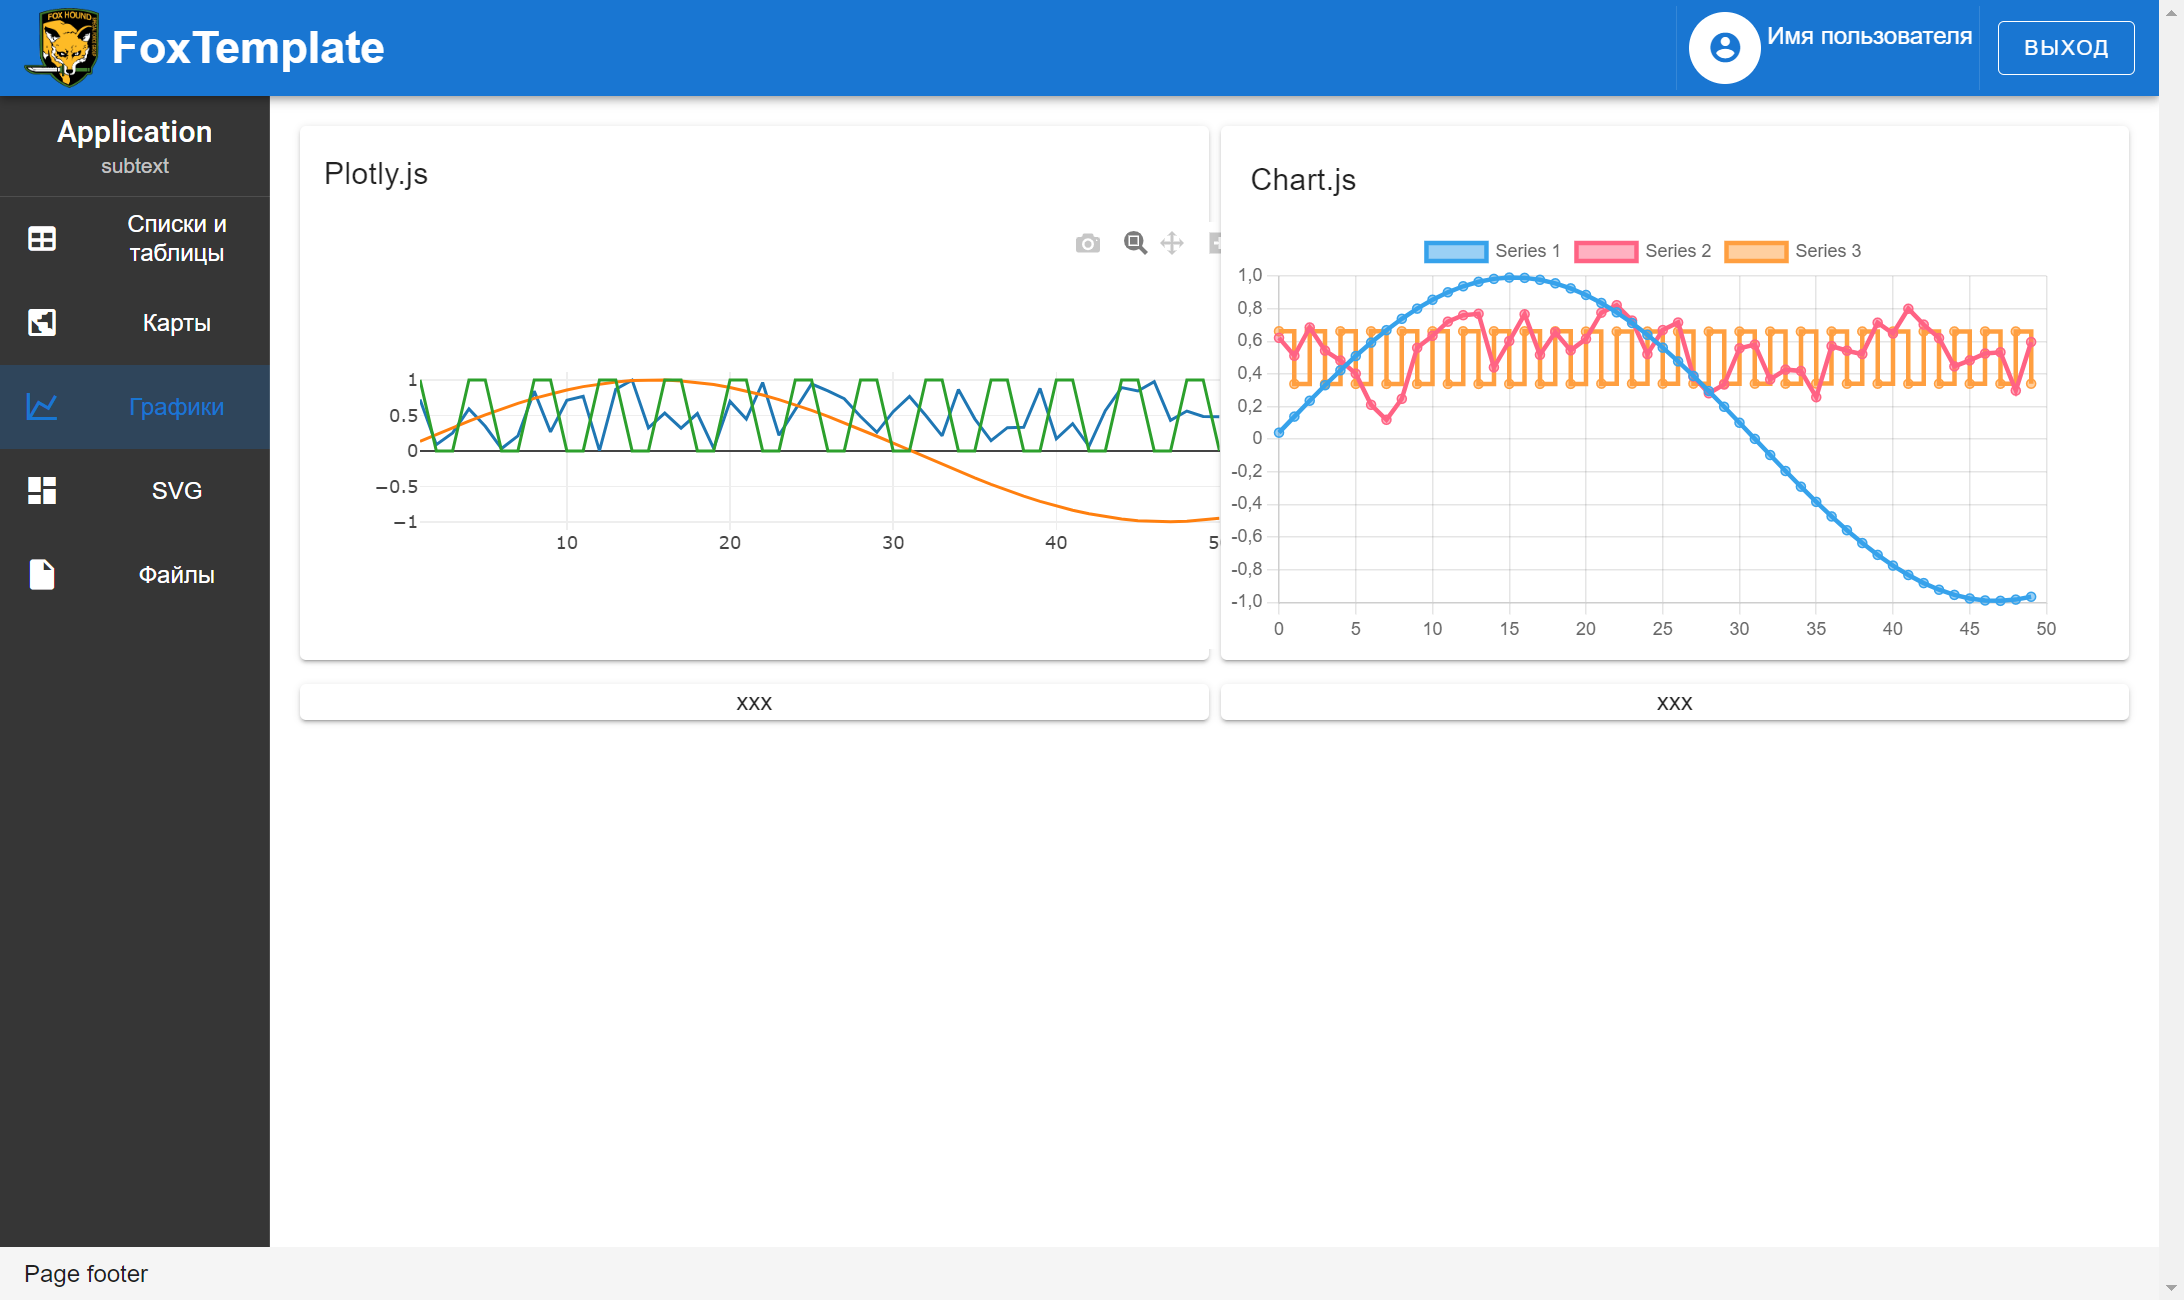 FOX HOUND
FoxTemplate
Имя пользователя
ВЫХОД
Application
subtext
Списки и
таблицы
Карты
Графики
SVG
Файлы
Plotly.js
1
0.5
0
−0.5
−1
10
20
30
40
Chart.js
Series 1
Series 2
Series 3
1,0
0,8
0,6
0,4
0,2
0
-0,2
-0,4
-0,6
-0,8
-1,0
0
5
10
15
20
25
30
35
40
45
50
xxx
xxx
Page footer